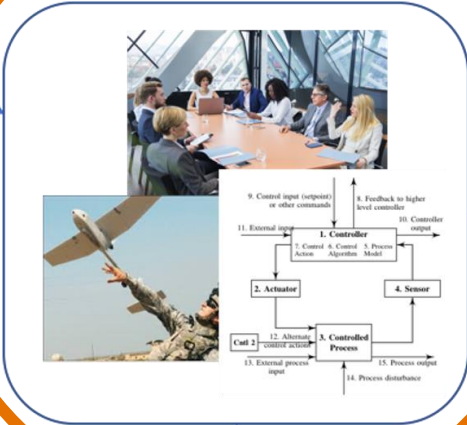 9. Control input (setpoint)
or other commands
8. Feedback to higher
level controller
10. Controller
output
11. External input
1. Controller
7. Control
Action
6. Control
Algorithm
5. Process
Model
2. Actuator
4. Sensor
Cntl 2
12. Alternate
control actions
3. Controlled
Process
13. External process
input
15. Process output
14. Process disturbance